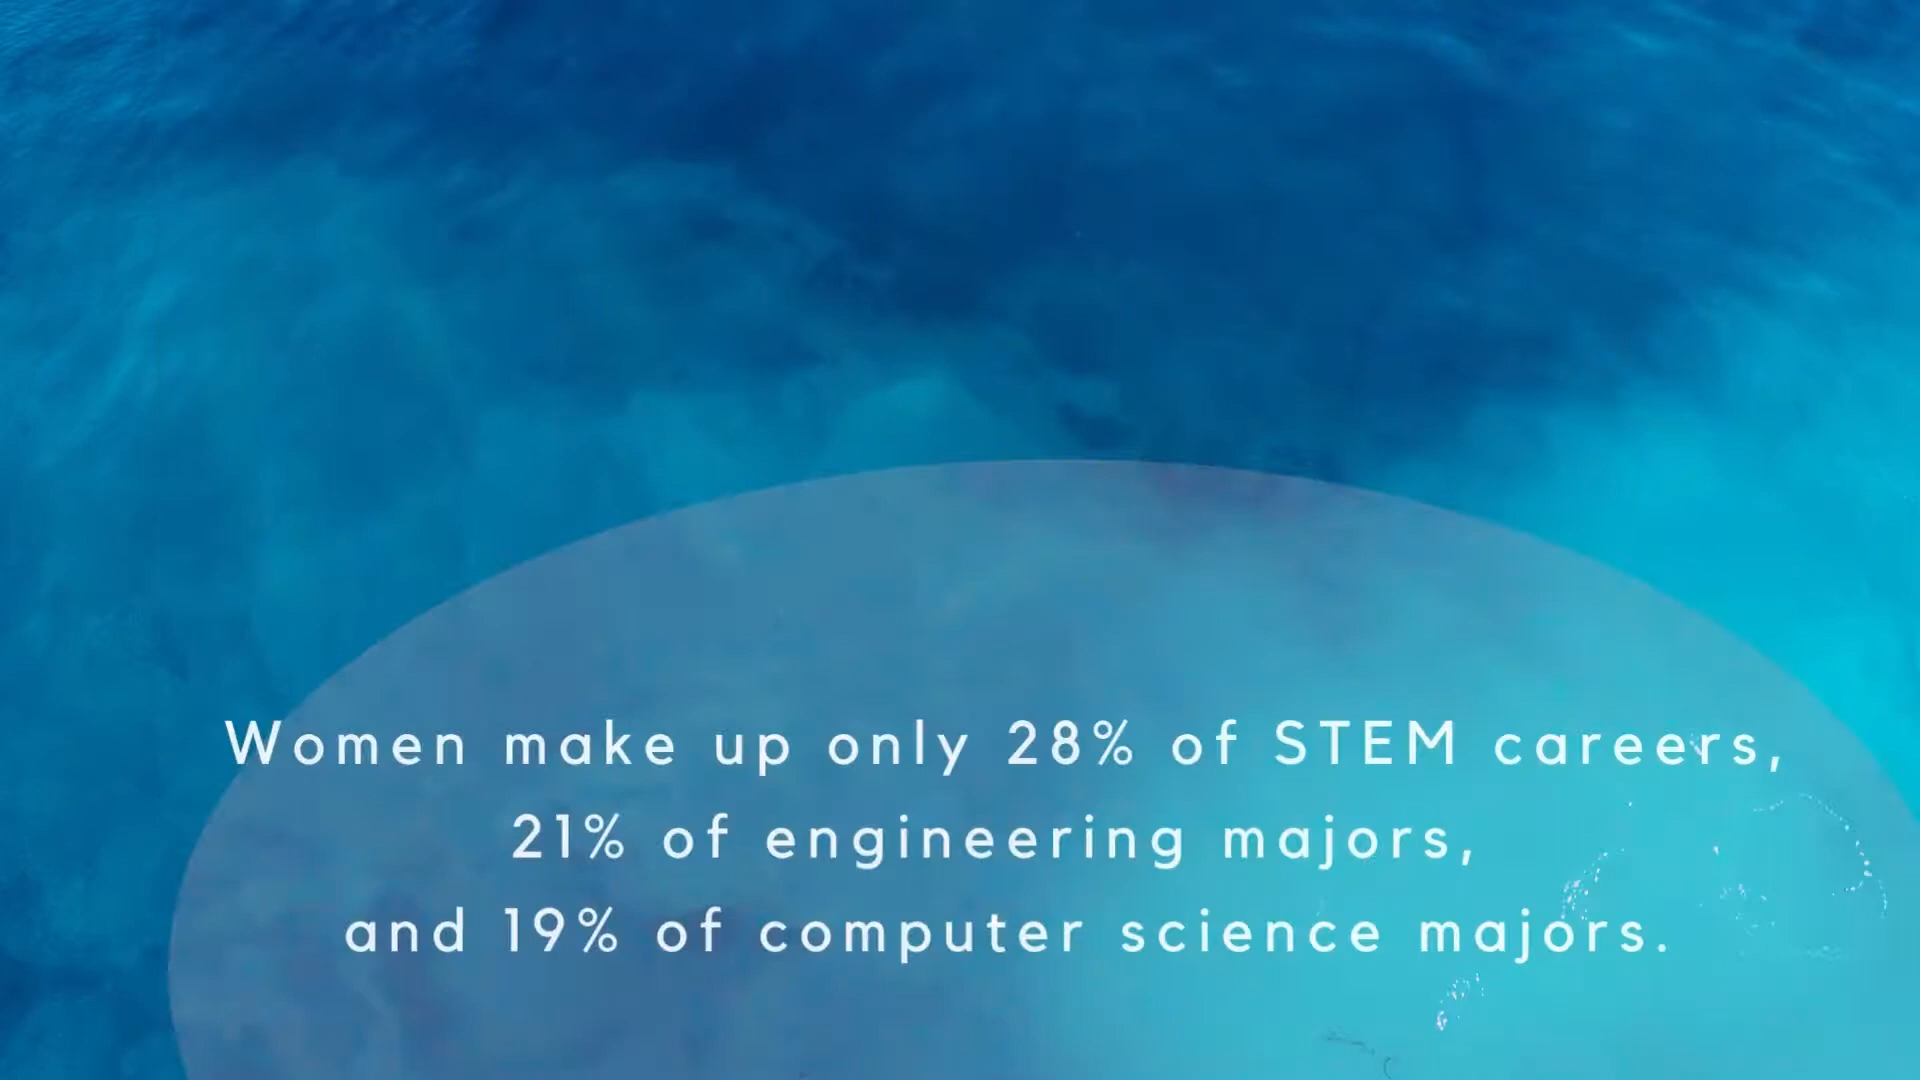 Women make up only 28% of STEM careers,
21% of engineering majors,
and 19% of computer science majors.